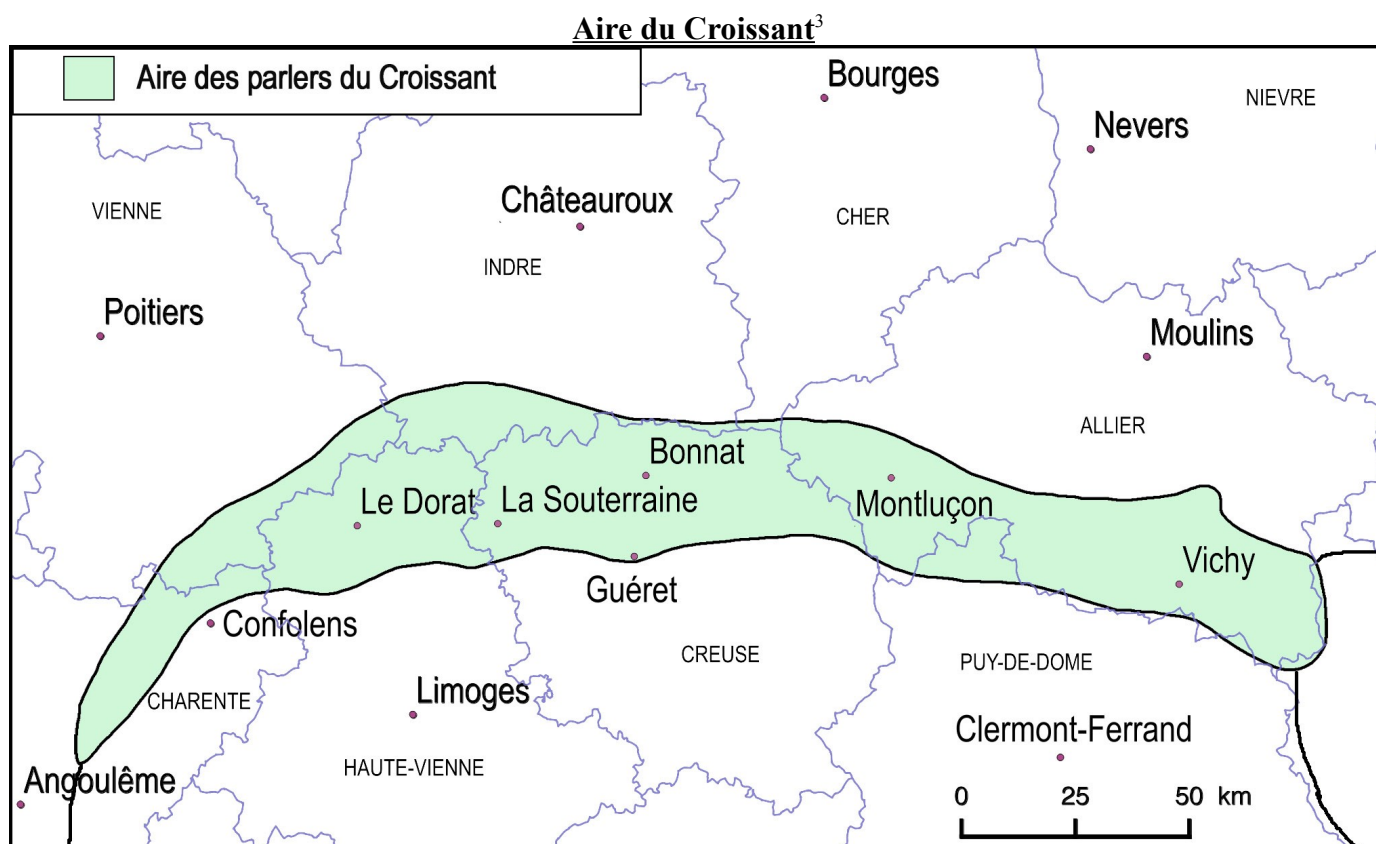 Aire du Croissant³
Aire des parlers du Croissant
Bourges
NIEVRE
Nevers
VIENNE
Châteauroux
CHER
INDRE
Poitiers
Moulins
ALLIER
Bonnat
Le Dorat
La Souterraine
Montluçon
Vichy
Guéret
Confolens
CREUSE
PUY-DE-DOME
CHARENTE
Limoges
Clermont-Ferrand
HAUTE-VIENNE
Angoulême
0 25 50 km